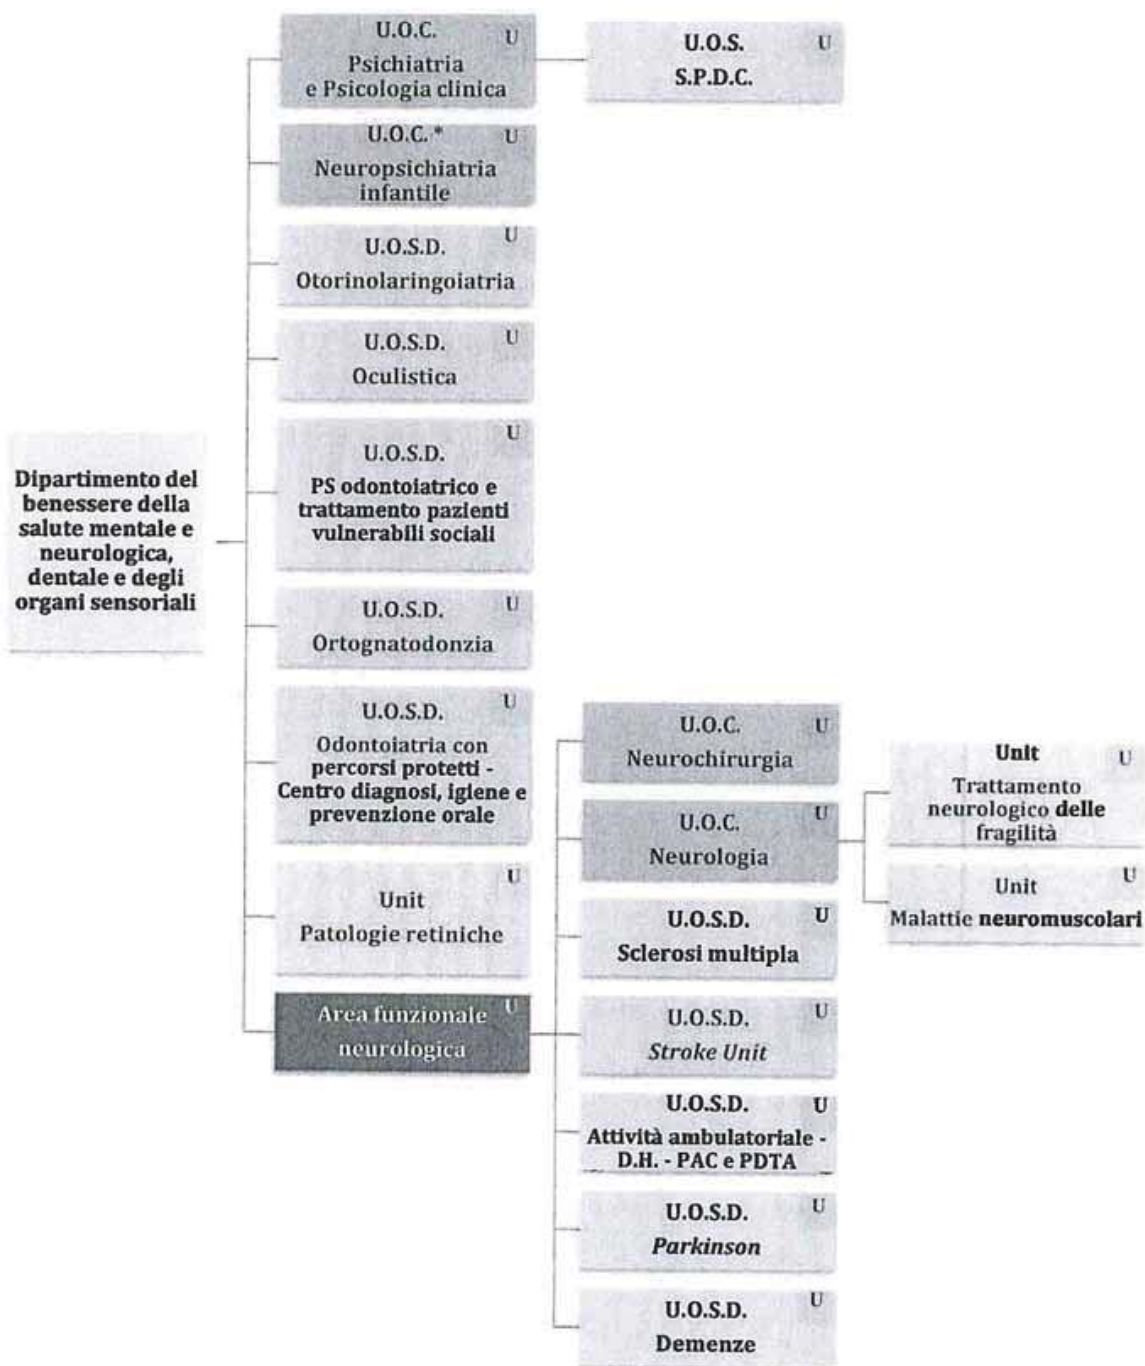 U.O.C. U
Psichiatria
e Psicologia clinica
U.O.S. U
S.P.D.C.
U.O.C. * U
Neuropsichiatria
infantile
U.O.S.D. U
Otorinolaringoiatria
U.O.S.D. U
Oculistica
U.O.S.D. U
PS odontoiatrico e
trattamento pazienti
vulnerabili sociali
Dipartimento del
benessere della
salute mentale e
neurologica,
dentale e degli
organi sensoriali
U.O.S.D. U
Ortognatodonzia
U.O.S.D. U
Odontoiatria con
percorsi protetti -
Centro diagnosi, igiene e
prevenzione orale
Unit U
Patologie retiniche
Area funzionale U
neurologica
U.O.C. U
Neurochirurgia
U.O.C. U
Neurologia
Unit U
Trattamento
neurologico delle
fragilità
Unit U
Malattie neuromuscolari
U.O.S.D. U
Sclerosi multipla
U.O.S.D. U
Stroke Unit
U.O.S.D. U
Attività ambulatoriale -
D.H. - PAC e PDTA
U.O.S.D. U
Parkinson
U.O.S.D. U
Demenze